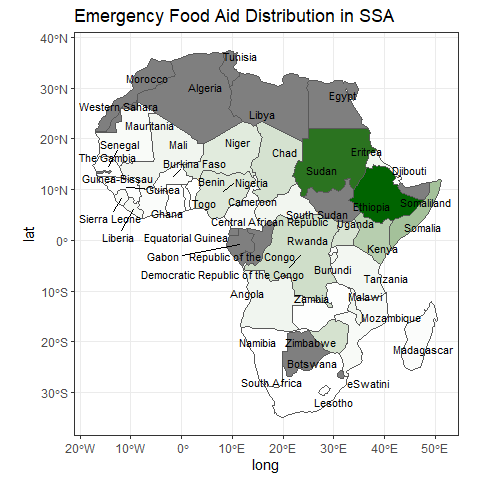 Emergency Food Aid Distribution in SSA
40°N
30°N
20°N
10°N
0°
10°S
20°S
30°S
lat
Tunisia
Morocco
Algeria
Egypt
Western Sahara
Libya
Mauritania
Senegal
Mali
Niger
Chad
Eritrea
The Gambia
Burkina Faso
Sudan
Djibouti
Guinea-Bissau
Guinea
Benin
Nigeria
Somaliland
Sierra Leone
Ghana
Togo
Cameroon
South Sudan
Ethiopia
Liberia
Central African Republic
Uganda
Somalia
Equatorial Guinea
Rwanda
Kenya
Gabon
Republic of the Congo
Democratic Republic of the Congo
Burundi
Tanzania
Angola
Zambia
Malawi
Mozambique
Namibia
Zimbabwe
Madagascar
Botswana
South Africa
eSwatini
Lesotho
20°W
10°W
0°
10°E
20°E
30°E
40°E
50°E
long